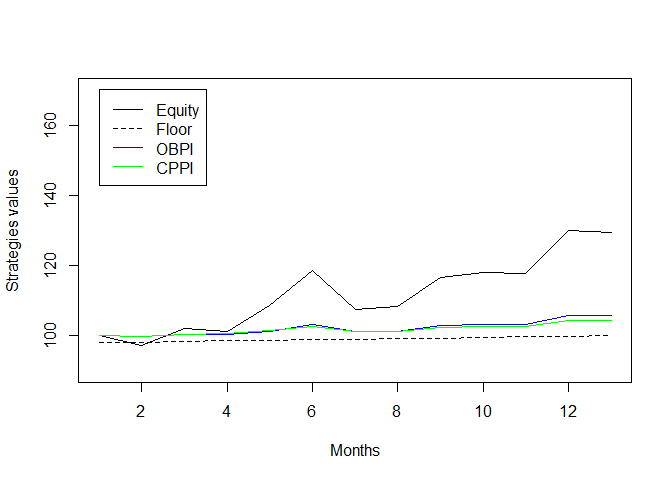 Equity
Floor
OBPI
CPPI
Strategies values
160
140
120
100
2 4 6 8 10 12
Months